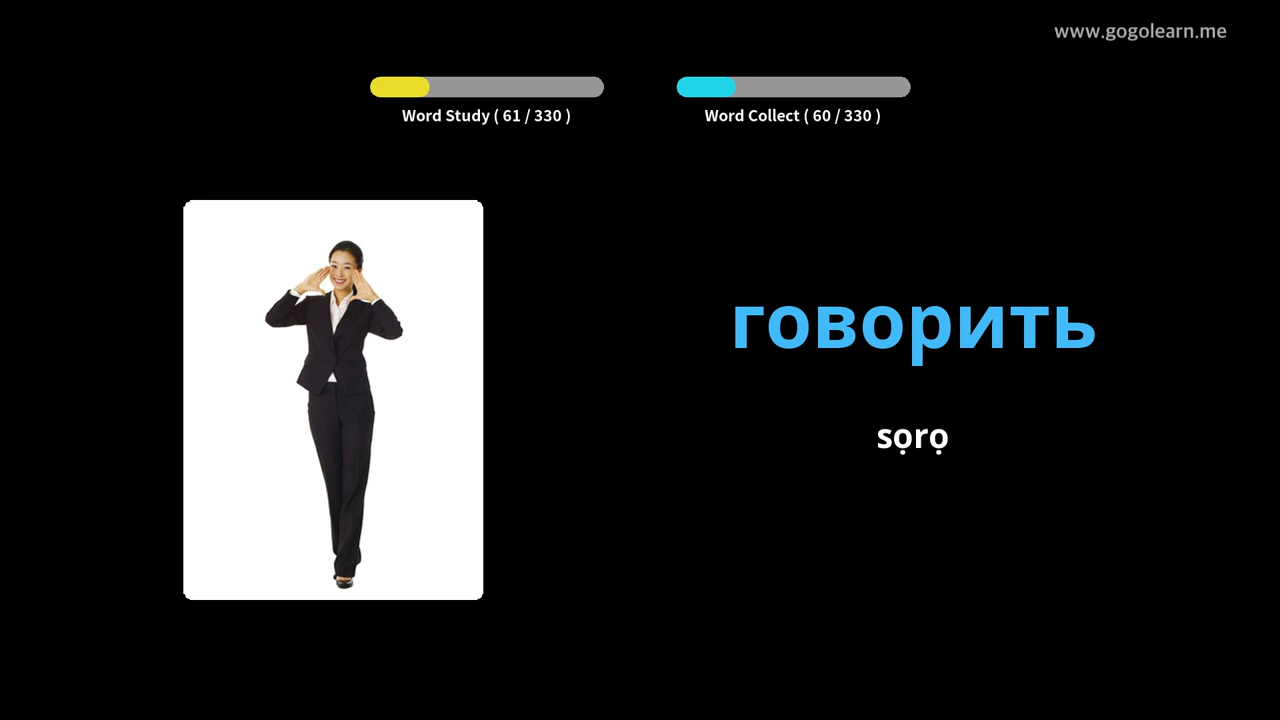 www.gogolearn.me
Word Study ( 61 / 330 )
Word Collect ( 60 / 330 )
говорить
sọrọ